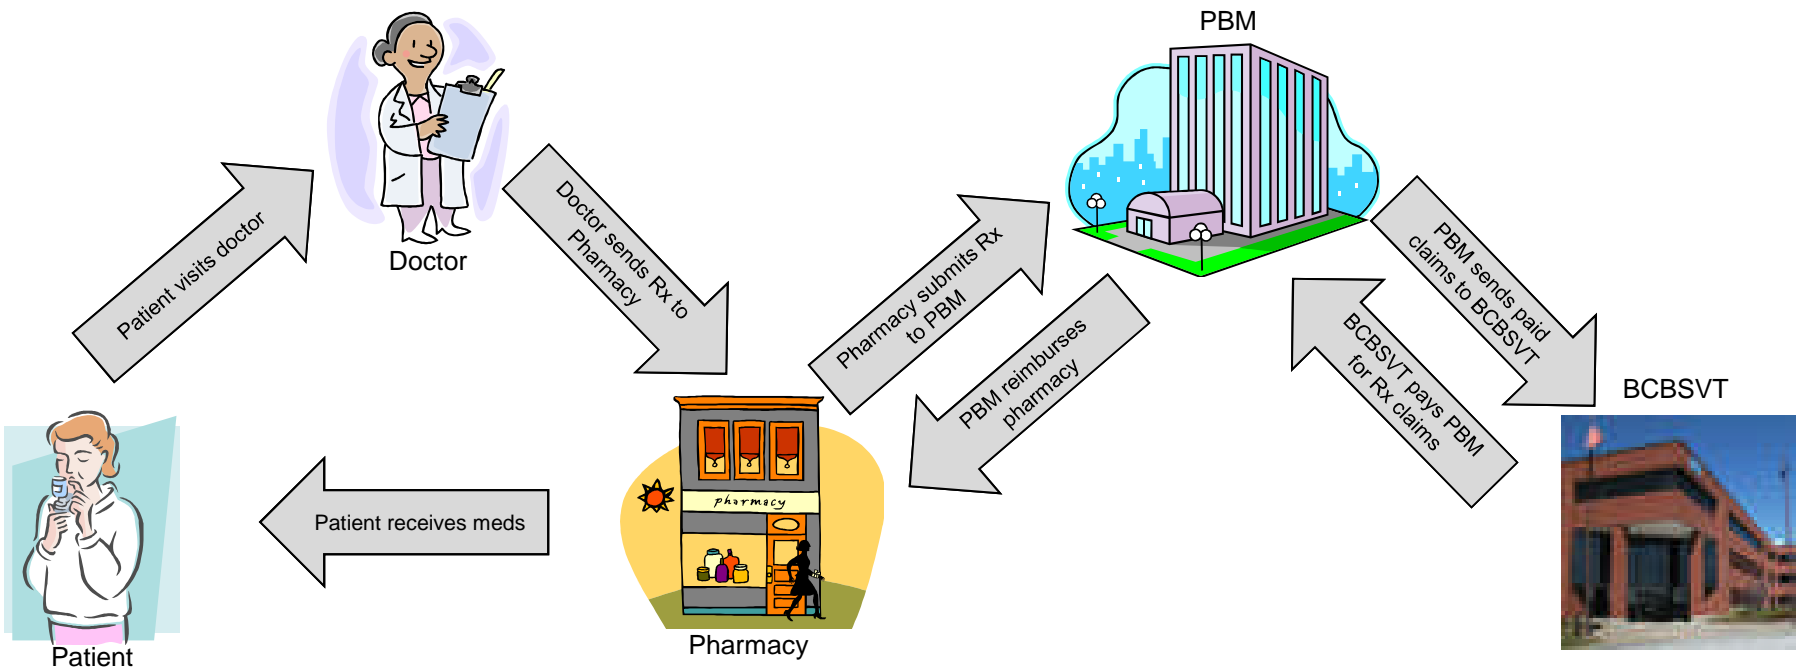 PBM
Doctor
Patient visits doctor
Doctor sends Rx to
Pharmacy
Pharmacy submits Rx
to PBM
PBM reimburses
pharmacy
PBM sends paid
claims to BCBSVT
BCBSVT pays PBM
for Rx claims
BCBSVT
pharmacy
Patient receives meds
Pharmacy
Patient